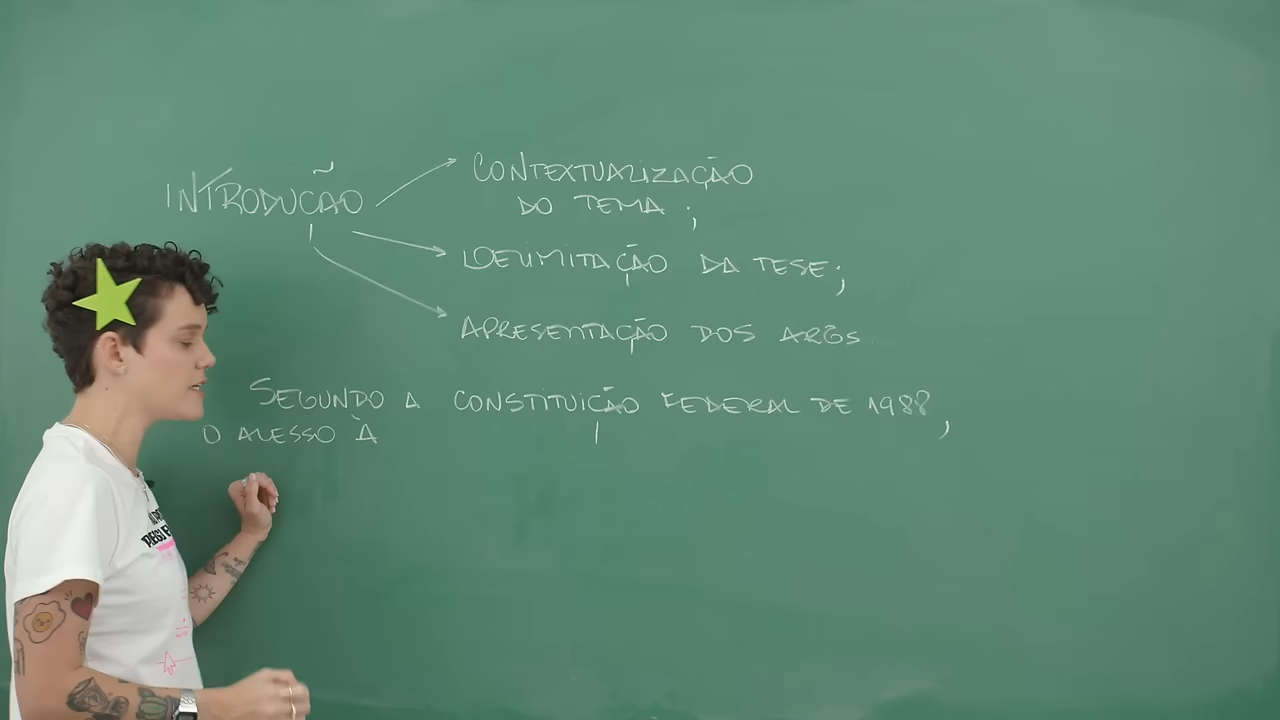 INTRODUÇÃO
CONTEXTUALIZAÇÃO
DO TEMA ;
DELIMITAÇÃO DA TESE ;
APRESENTAÇÃO DOS ARGS.
SEGUNDO A CONSTITUIÇÃO FEDERAL DE 1988,
O ACESSO À